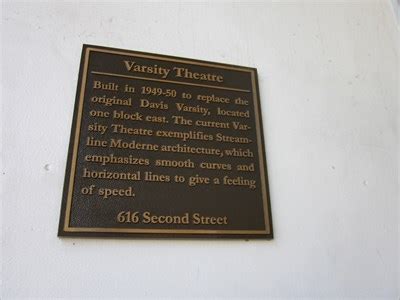 Varsity Theatre
Built in 1949-50 to replace the
original Davis Varsity, located
one block east. The current Var-
sity Theatre exemplifies Stream-
line Moderne architecture, which
emphasizes smooth curves and
horizontal lines to give a feeling
of speed.
616 Second Street